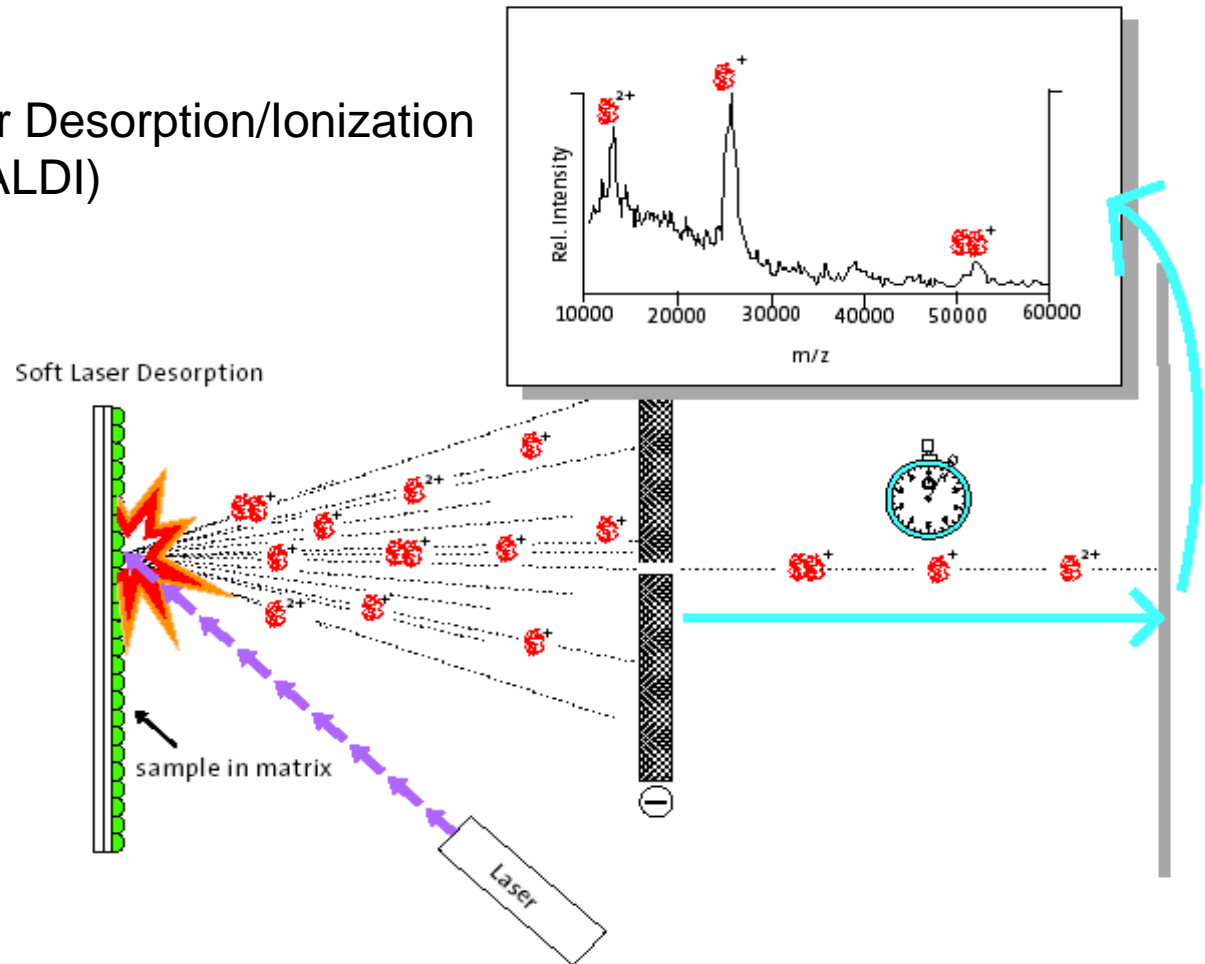 r Desorption/Ionization
ALDI)
2+
+
+
Rel. Intensity
10000 20000 30000 40000 50000 60000
m/z
Soft Laser Desorption
+
+
2+
+
+
+
+
+
2+
+
+
+
+
2+
sample in matrix
−
Laser